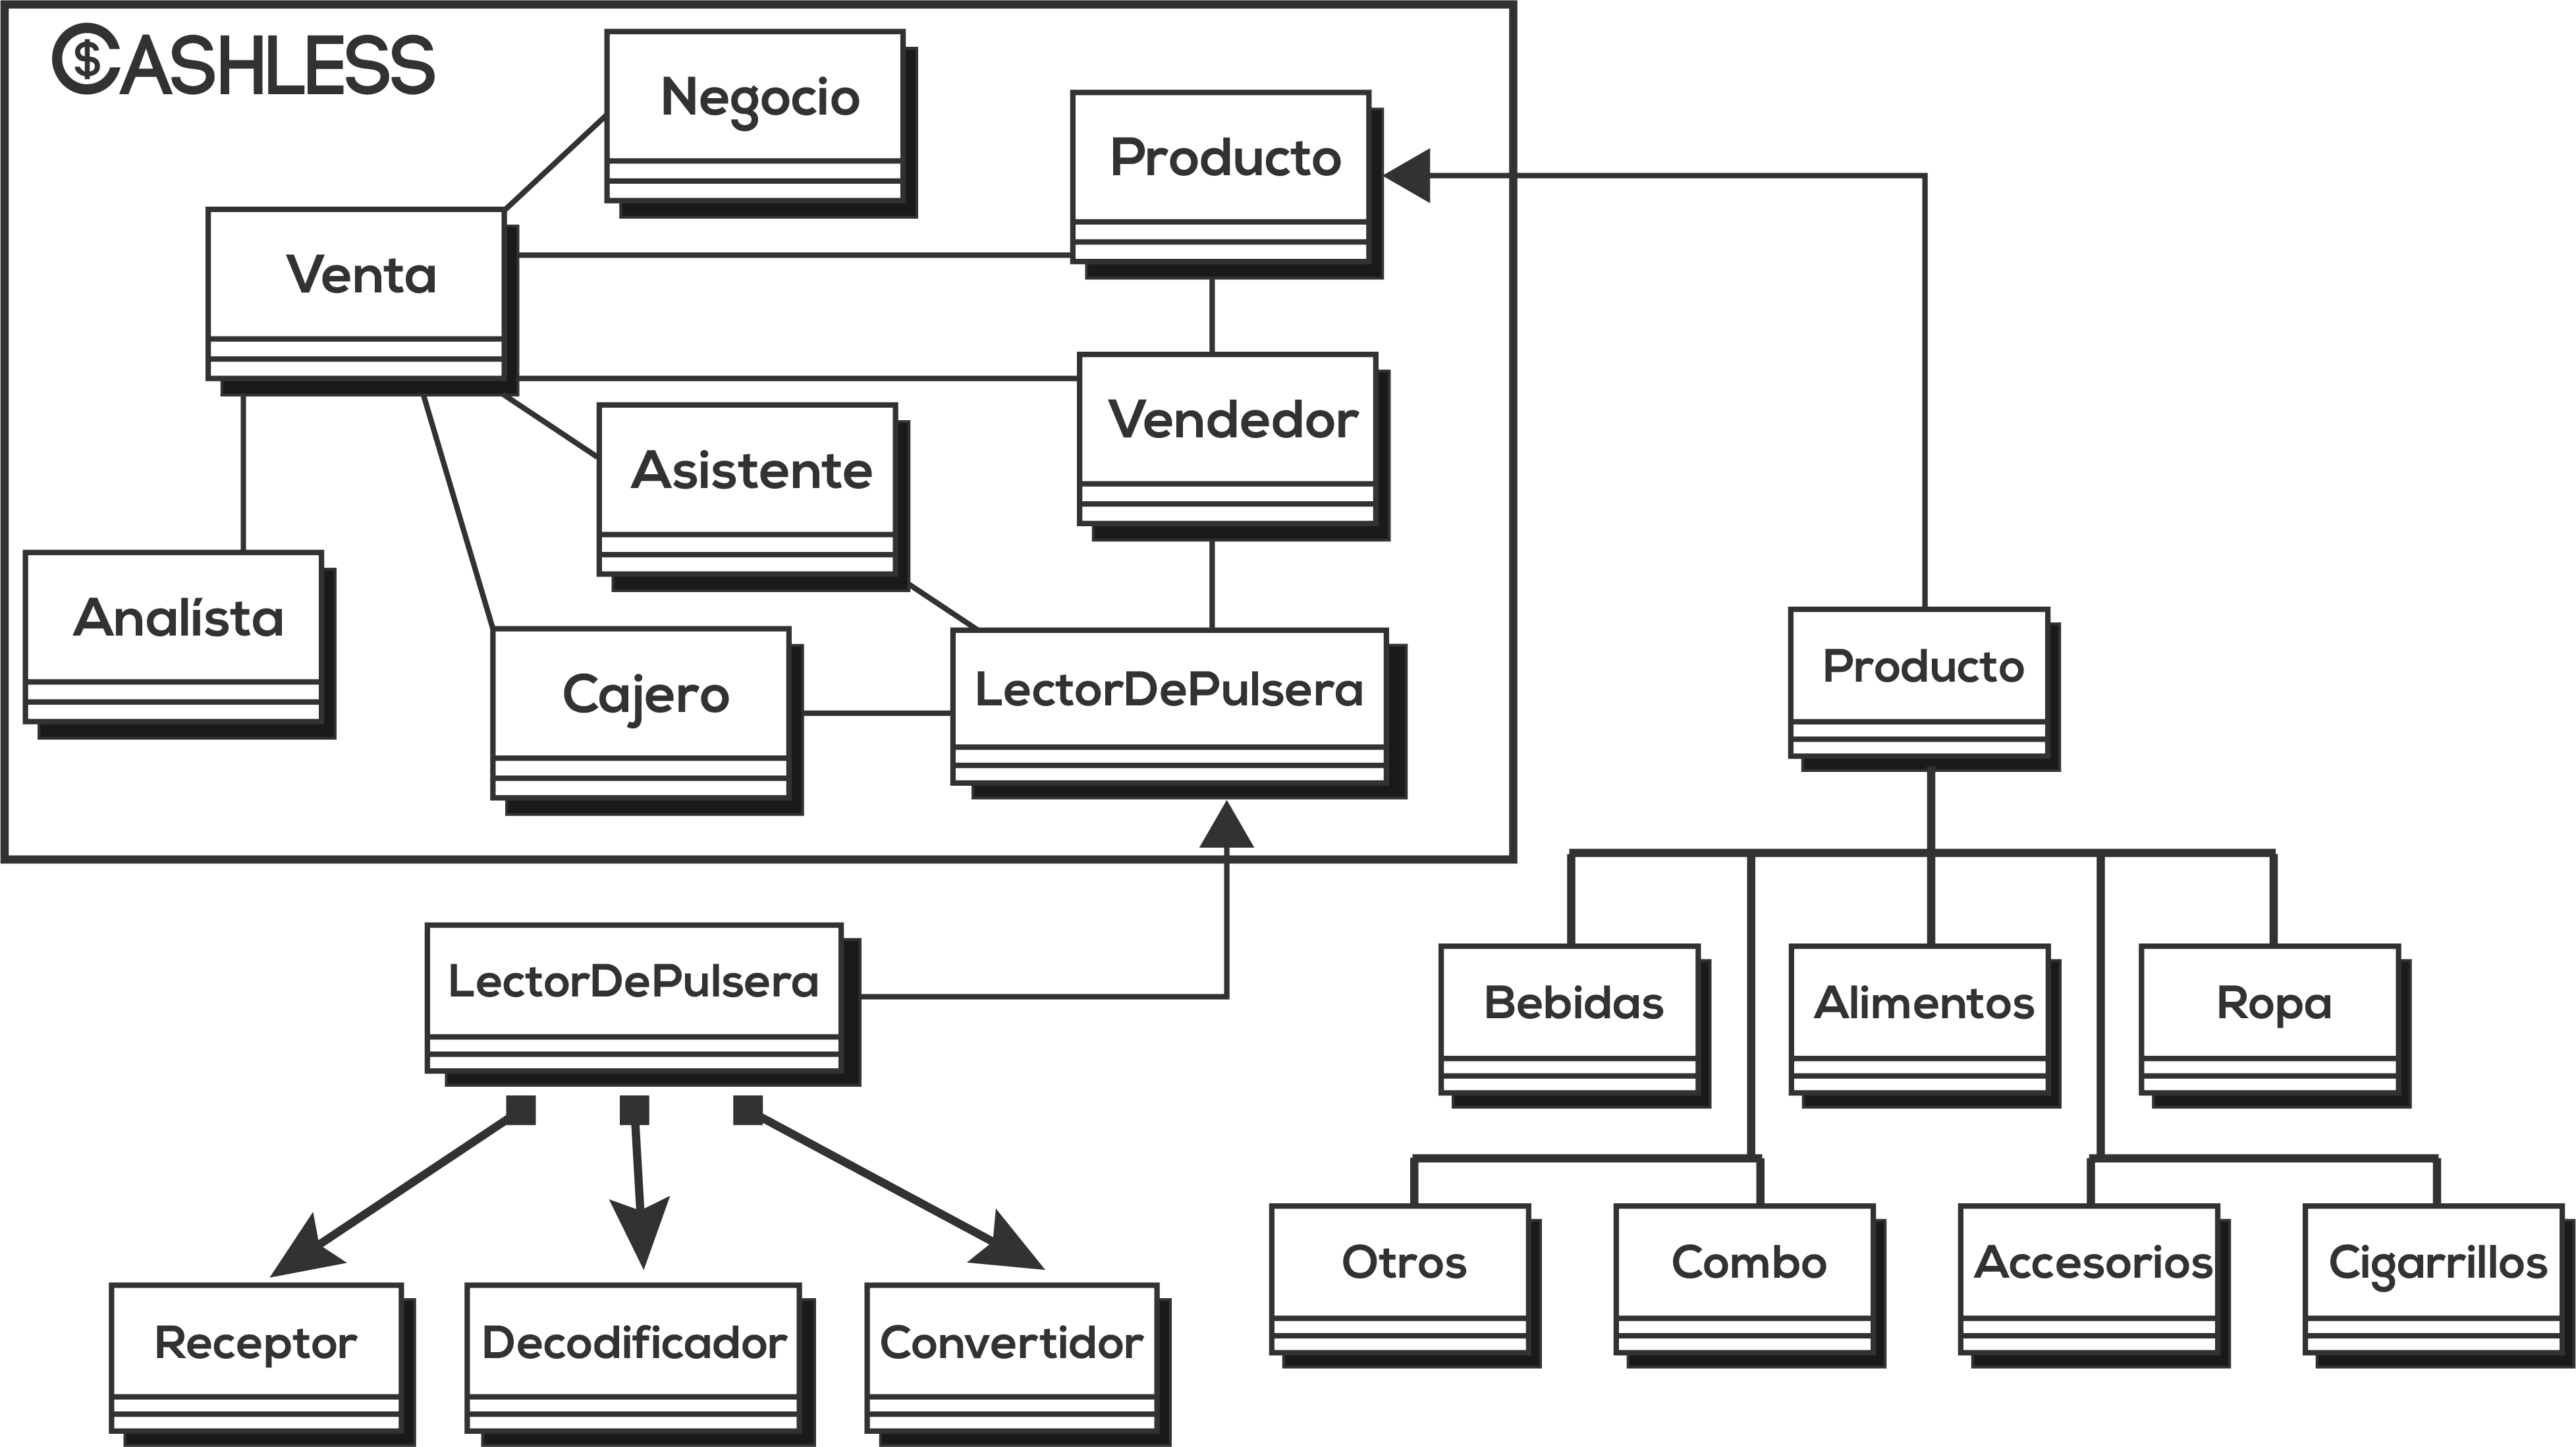 CASHLESS
Negocio
Producto
Venta
Vendedor
Asistente
Analísta
Cajero
LectorDePulsera
Producto
LectorDePulsera
Bebidas
Alimentos
Ropa
Otros
Combo
Accesorios
Cigarrillos
Receptor
Decodificador
Convertidor